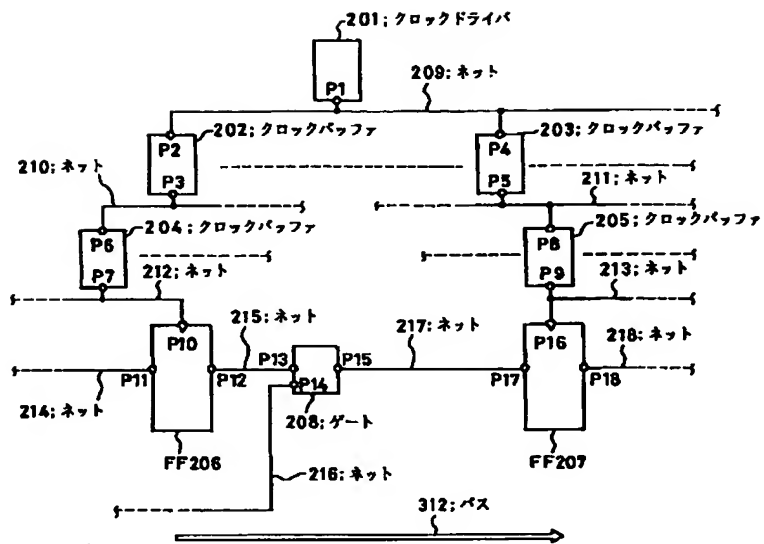 201;クロックドライバ
P1
209;ネット
202;クロックバッファ
P2
P3
203;クロックバッファ
P4
P5
210;ネット
211;ネット
204;クロックバッファ
P6
P7
205;クロックバッファ
P8
P9
212;ネット
213;ネット
P10
215;ネット
217;ネット
P16
218;ネット
P11
P12
P13
P14
P15
P17
P18
214;ネット
208;ゲート
FF206
FF207
216;ネット
312;パス